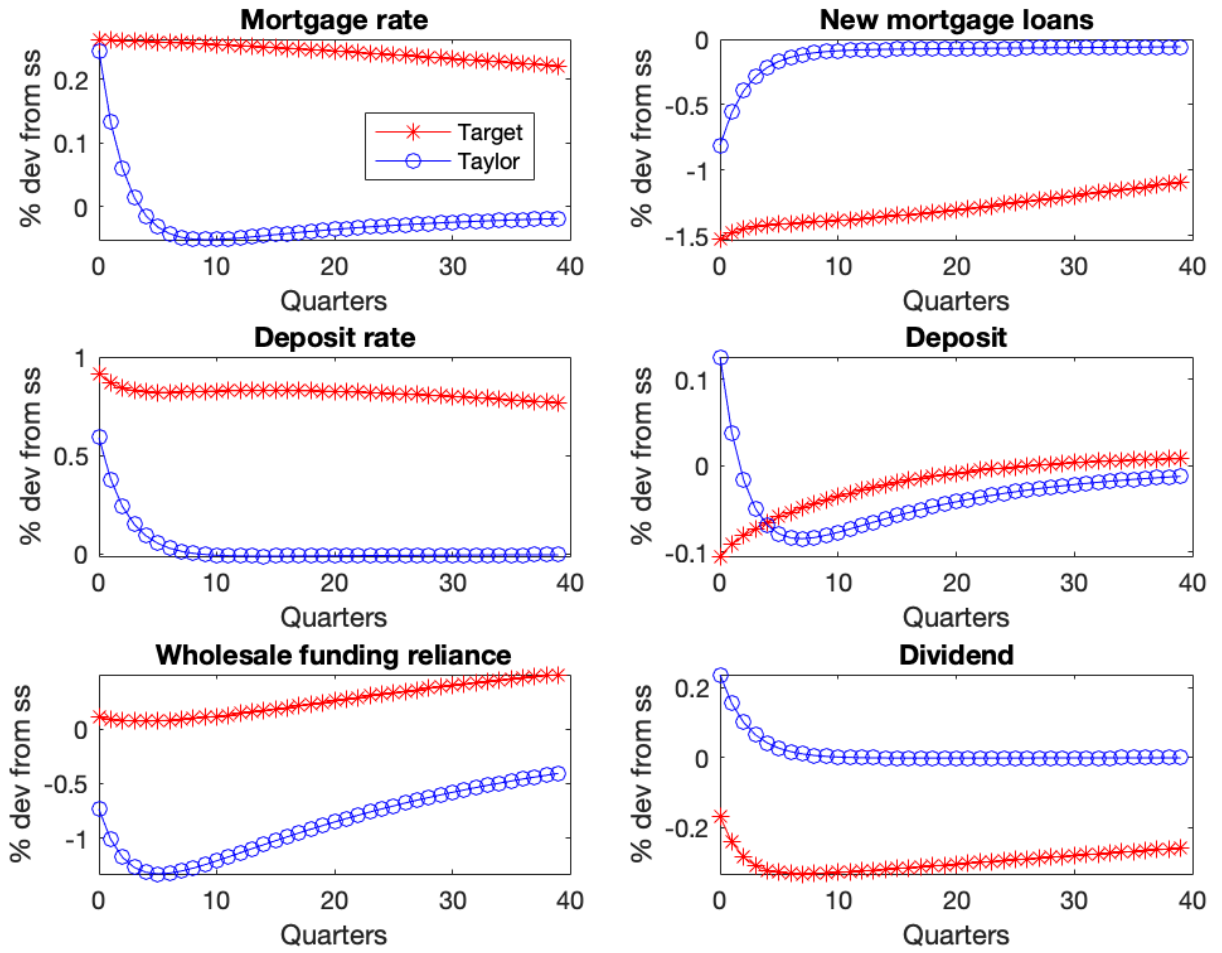 Mortgage rate
% dev from ss
0.2
0.1
0
0 10 20 30 40
Quarters
Target
Taylor
New mortgage loans
% dev from ss
0
-0.5
-1
-1.5
0 10 20 30 40
Quarters
Deposit rate
% dev from ss
1
0.5
0
0 10 20 30 40
Quarters
Deposit
% dev from ss
0.1
0
-0.1
0 10 20 30 40
Quarters
Wholesale funding reliance
% dev from ss
0
-0.5
-1
0 10 20 30 40
Quarters
Dividend
% dev from ss
0.2
0
-0.2
0 10 20 30 40
Quarters